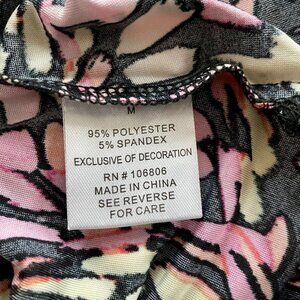 M
95% POLYESTER
5% SPANDEX
EXCLUSIVE OF DECORATION
RN # 106806
MADE IN CHINA
SEE REVERSE
FOR CARE